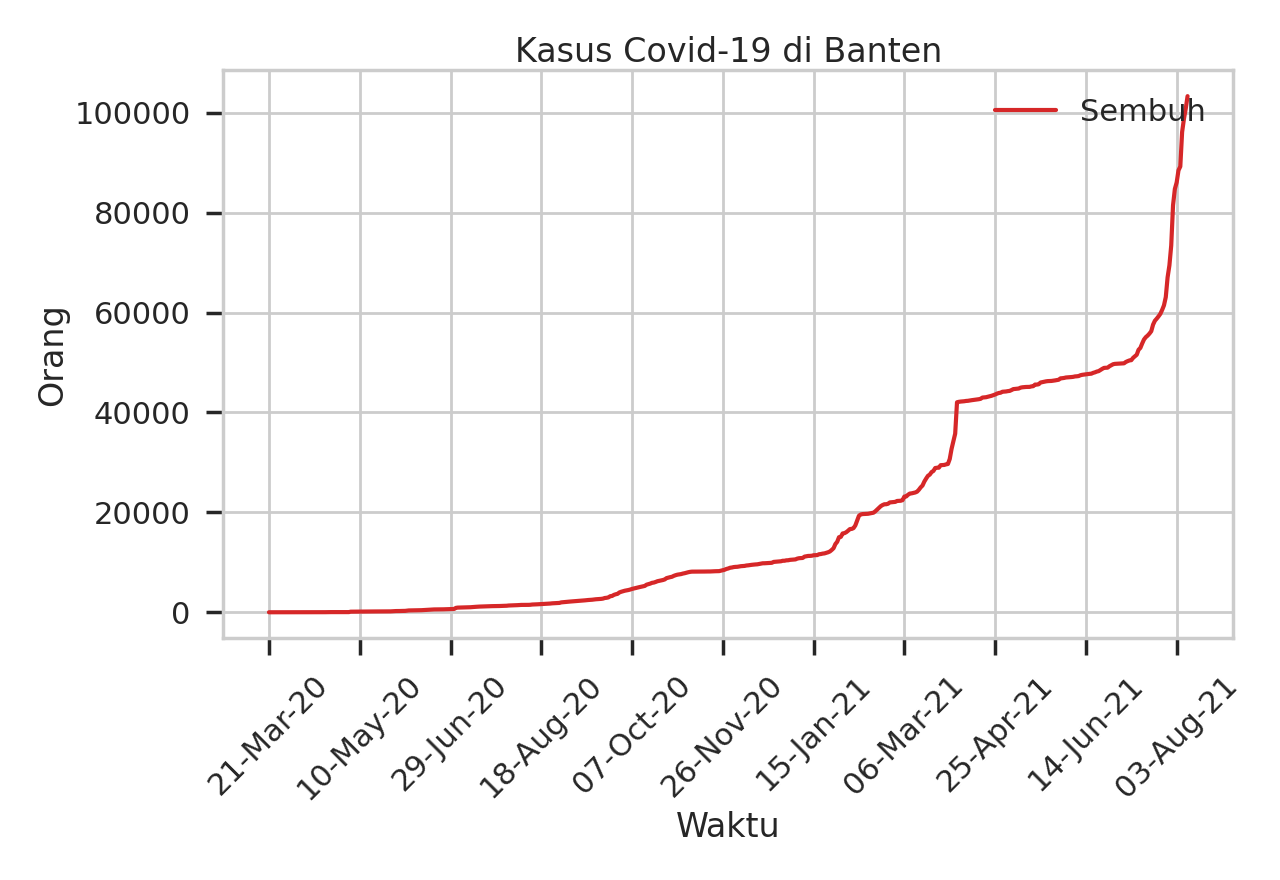 Kasus Covid-19 di Banten
Sembuh
100000
80000
60000
40000
20000
0
Orang
21-Mar-20
10-May-20
29-Jun-20
18-Aug-20
07-Oct-20
26-Nov-20
15-Jan-21
06-Mar-21
25-Apr-21
14-Jun-21
03-Aug-21
Waktu